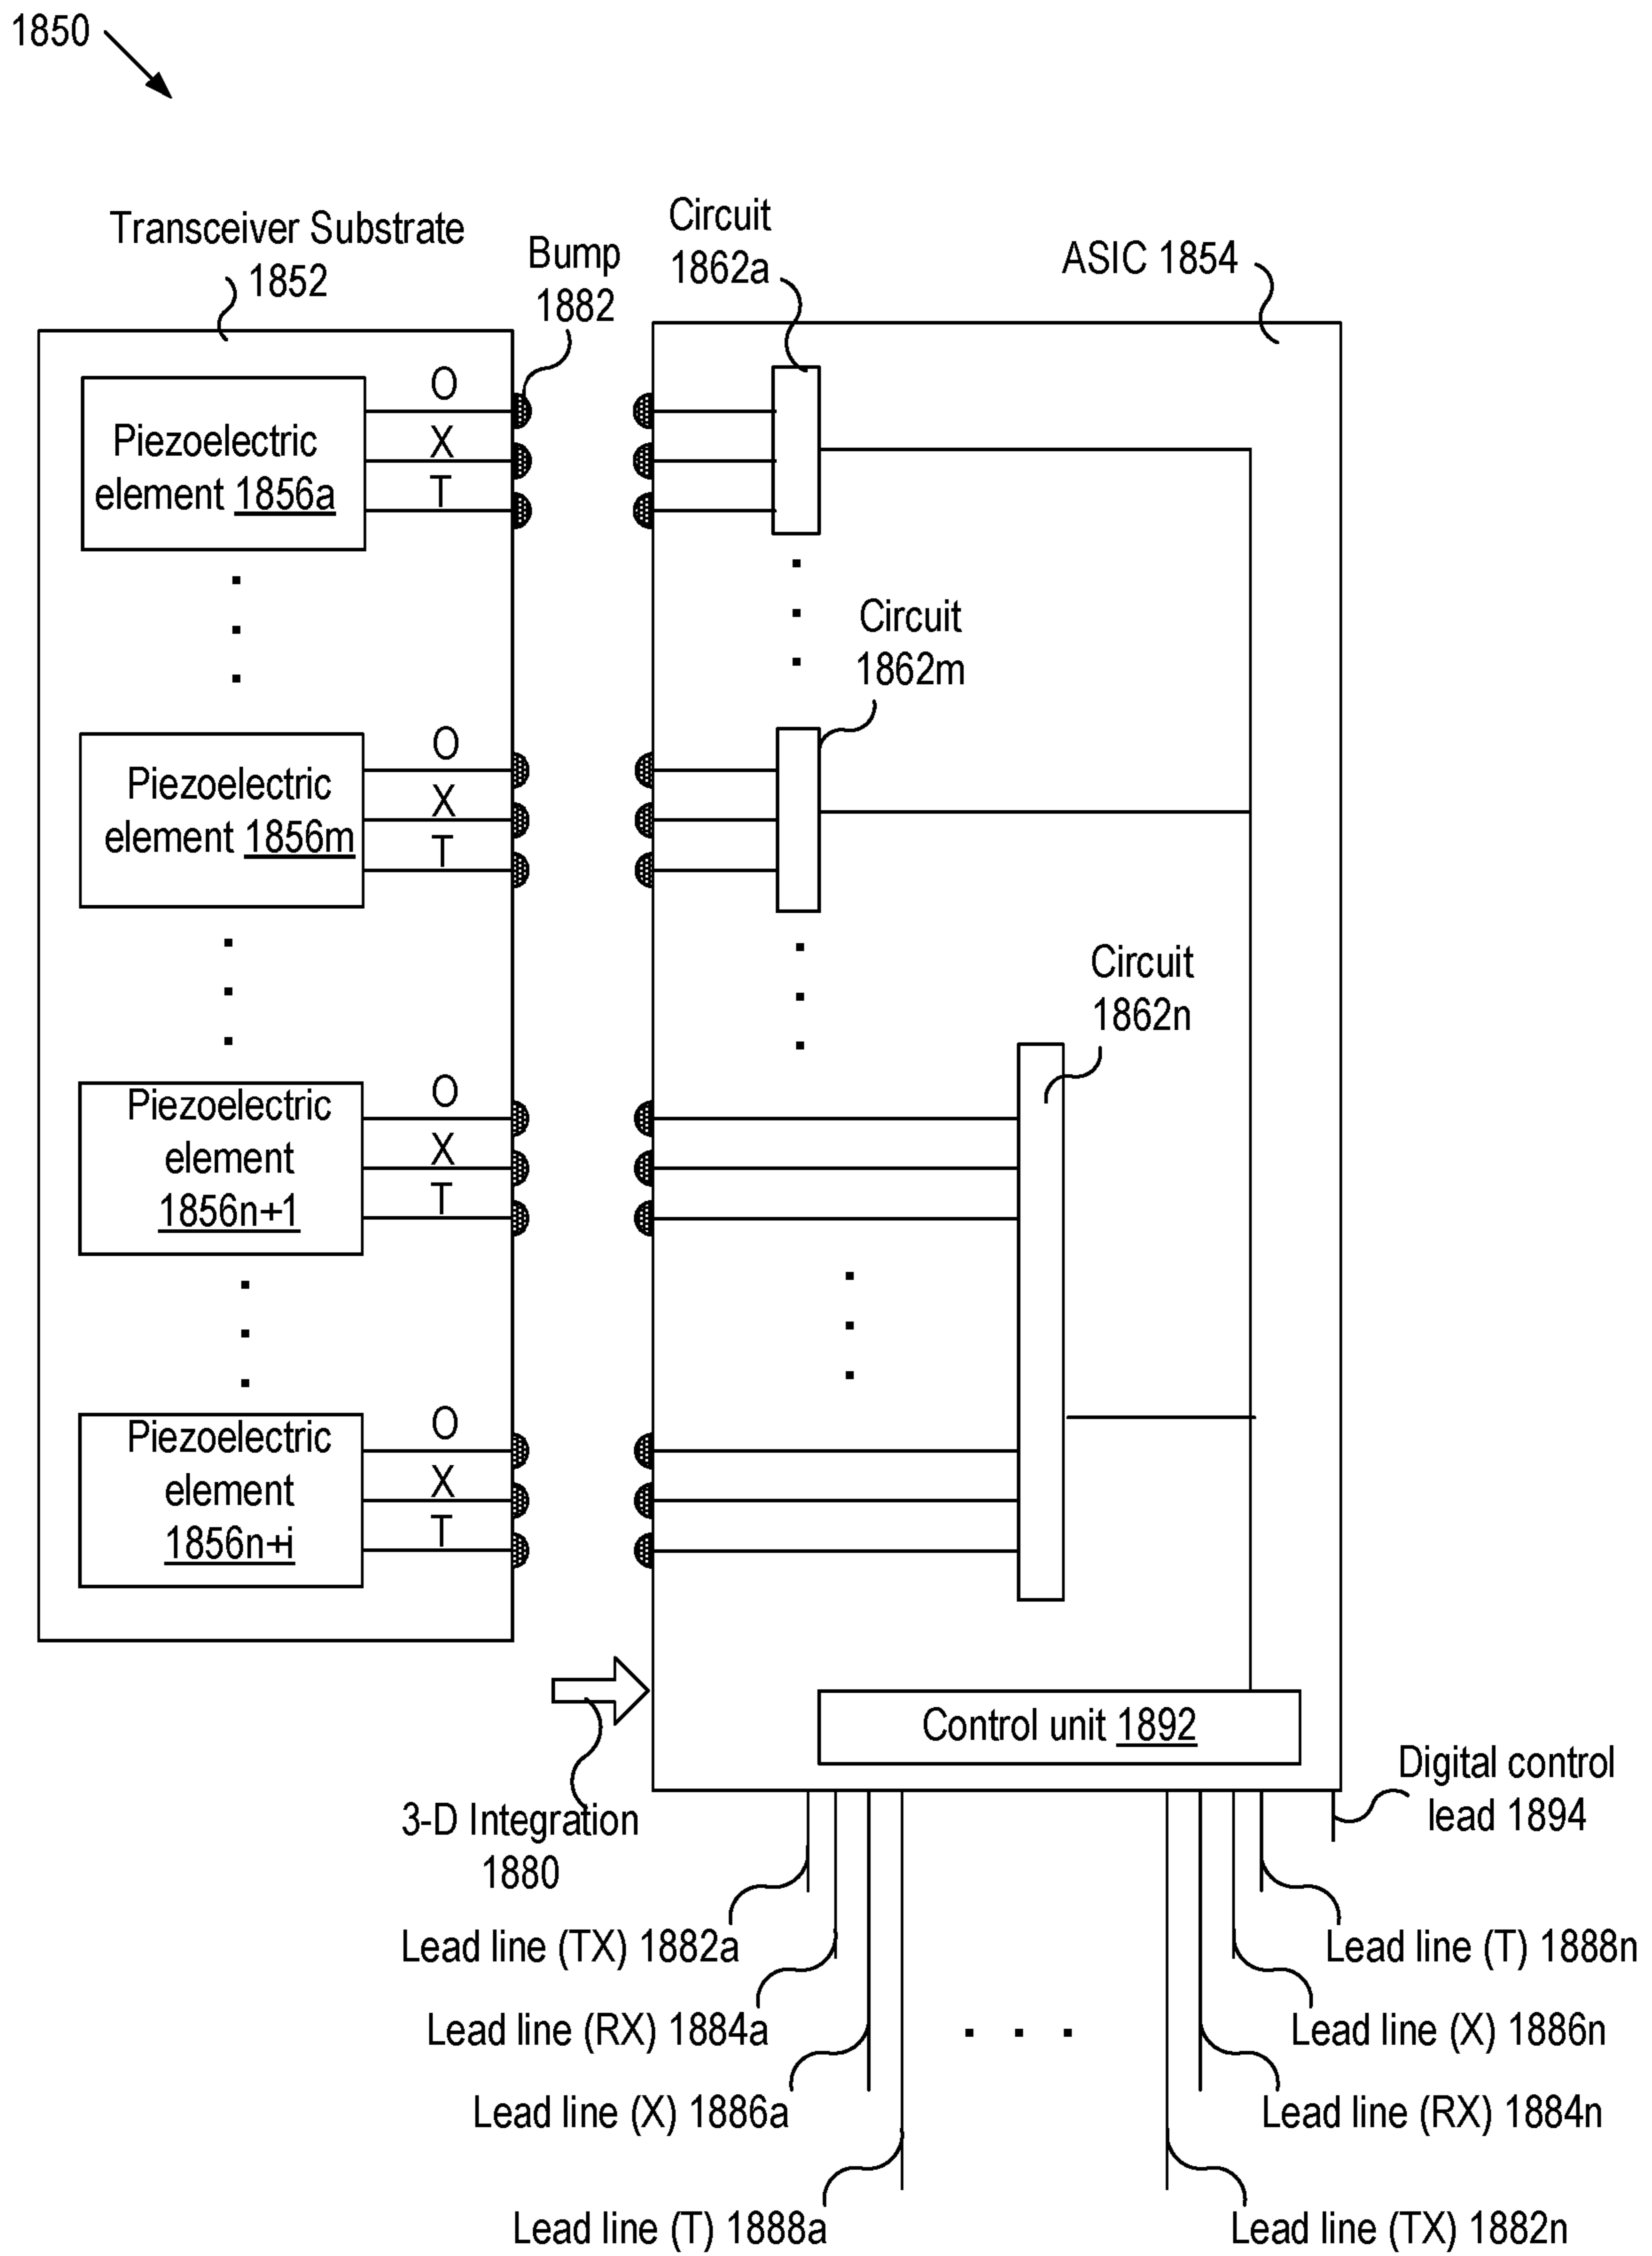 1850
Transceiver Substrate
1852
Bump
1882
Circuit
1862a
ASIC 1854
O
X
T
Piezoelectric
element 1856a
Circuit
1862m
O
X
T
Piezoelectric
element 1856m
Circuit
1862n
O
X
T
Piezoelectric
element
1856n+1
O
X
T
Piezoelectric
element
1856n+i
Control unit 1892
3-D Integration
1880
Digital control
lead 1894
Lead line (TX) 1882a
Lead line (T) 1888n
Lead line (RX) 1884a
Lead line (X) 1886n
Lead line (X) 1886a
Lead line (RX) 1884n
Lead line (T) 1888a
Lead line (TX) 1882n